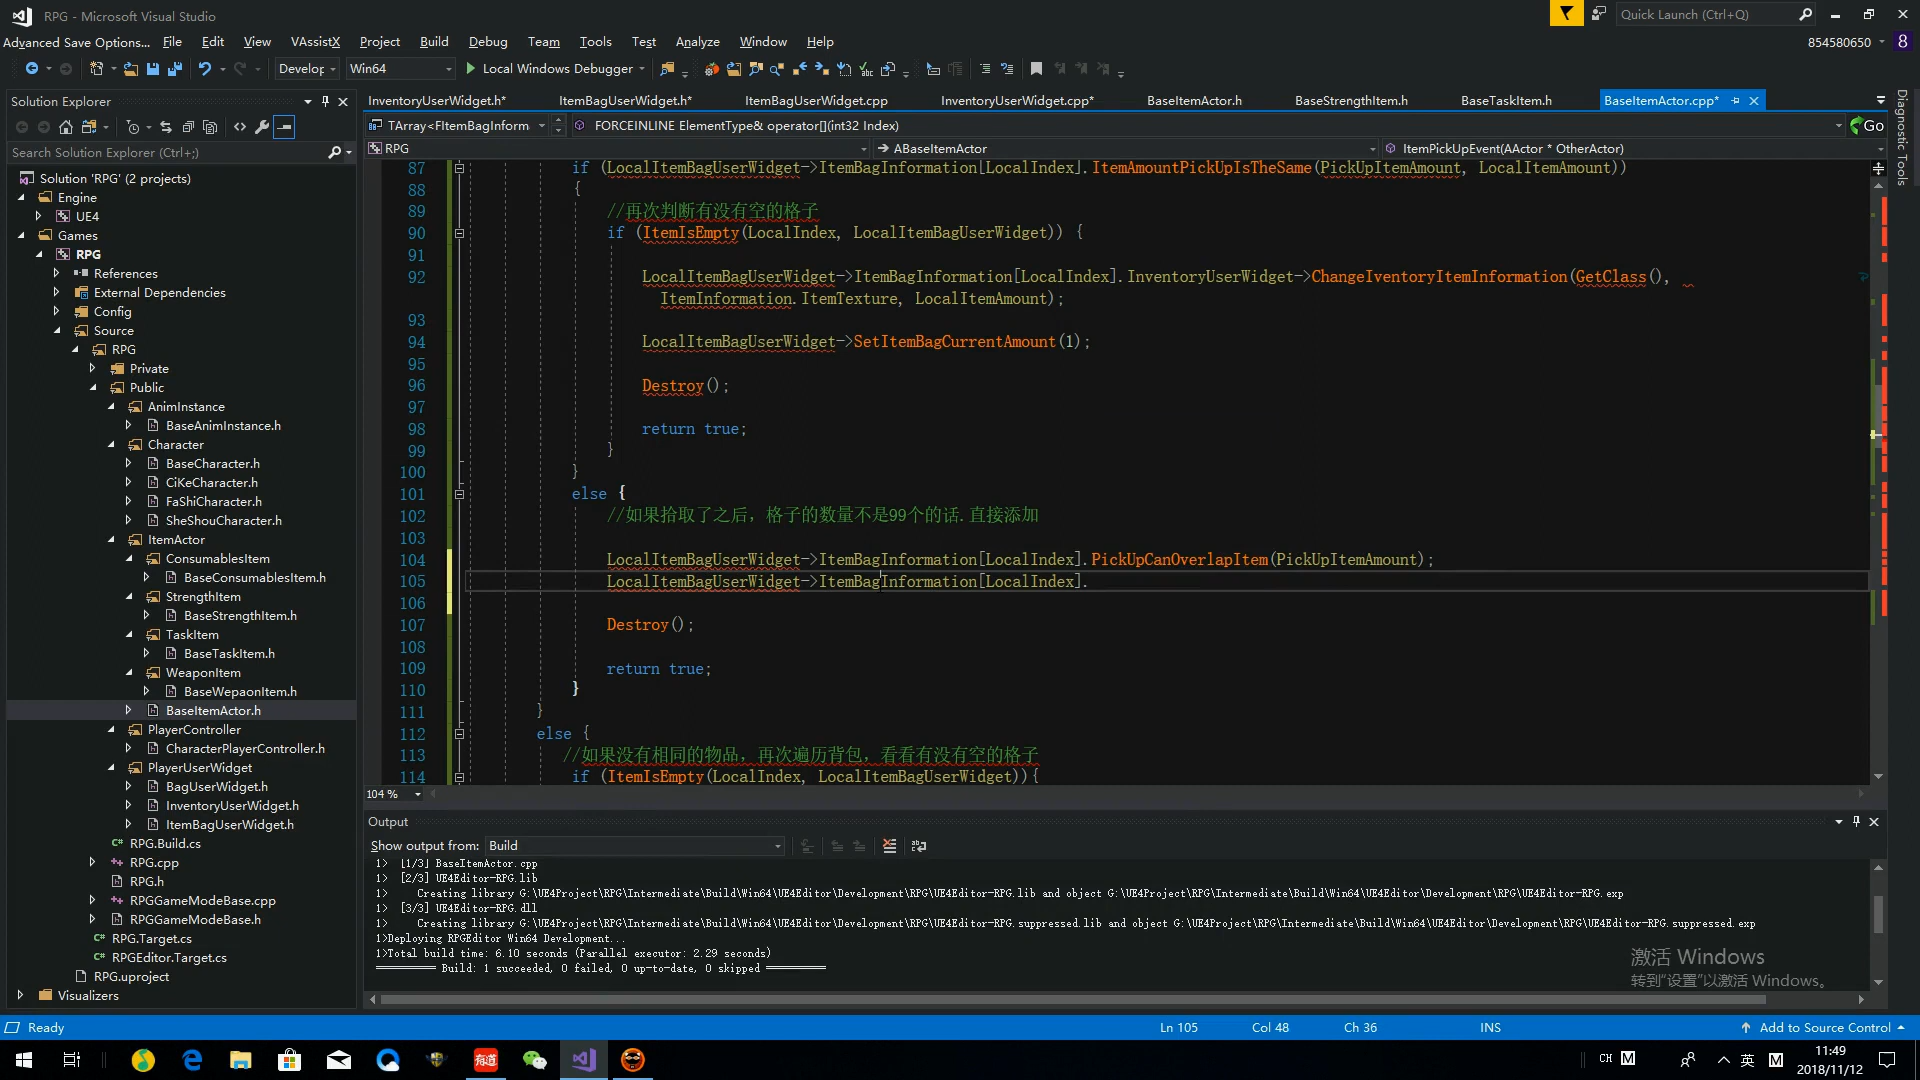 RPG - Microsoft Visual Studio
Quick Launch (Ctrl+Q)
Advanced Save Options... File Edit View VAssistX Project Build Debug Team Tools Test Analyze Window Help
854580650
8
Develop Win64 Local Windows Debugger
Solution Explorer
InventoryUserWidget.h* ItemBagUserWidget.h* ItemBagUserWidget.cpp InventoryUserWidget.cpp* BaseItemActor.h BaseStrengthItem.h BaseTaskItem.h BaseItemActor.cpp*
Diagnostic Tools
TArray<FItemBagInform FORCEINLINE ElementType& operator[](int32 Index) Go
RPG ABaseItemActor ItemPickUpEvent(AActor * OtherActor)
Search Solution Explorer (Ctrl+;)
Solution 'RPG' (2 projects)
Engine
UE4
Games
RPG
References
External Dependencies
Config
Source
RPG
Private
Public
AnimInstance
BaseAnimInstance.h
Character
BaseCharacter.h
CiKeCharacter.h
FaShiCharacter.h
SheShouCharacter.h
ItemActor
ConsumablesItem
BaseConsumablesItem.h
StrengthItem
BaseStrengthItem.h
TaskItem
BaseTaskItem.h
WeaponItem
BaseWepaonItem.h
BaseItemActor.h
PlayerController
CharacterPlayerController.h
PlayerUserWidget
BagUserWidget.h
InventoryUserWidget.h
ItemBagUserWidget.h
RPG.Build.cs
RPG.cpp
RPG.h
RPGGameModeBase.cpp
RPGGameModeBase.h
RPG.Target.cs
RPGEditor.Target.cs
RPG.uproject
Visualizers
87 if (LocalItemBagUserWidget->ItemBagInformation[LocalIndex].ItemAmountPickUpIsTheSame(PickUpItemAmount, LocalItemAmount))
88 {
89 //再次判断有没有空的格子
90 if (ItemIsEmpty(LocalIndex, LocalItemBagUserWidget)) {
91
92 LocalItemBagUserWidget->ItemBagInformation[LocalIndex].InventoryUserWidget->ChangeIventoryItemInformation(GetClass(),
ItemInformation.ItemTexture, LocalItemAmount);
93
94 LocalItemBagUserWidget->SetItemBagCurrentAmount(1);
95
96 Destroy();
97
98 return true;
99 }
100 }
101 else {
102 //如果拾取了之后，格子的数量不是99个的话.直接添加
103
104 LocalItemBagUserWidget->ItemBagInformation[LocalIndex].PickUpCanOverlapItem(PickUpItemAmount);
105 LocalItemBagUserWidget->ItemBagInformation[LocalIndex].
106
107 Destroy();
108
109 return true;
110 }
111 }
112 else {
113 //如果没有相同的物品，再次遍历背包，看看有没有空的格子
114 if (ItemIsEmpty(LocalIndex, LocalItemBagUserWidget)){
104 %
Output
Show output from: Build
1> [1/3] BaseItemActor.cpp
1> [2/3] UE4Editor-RPG.lib
1> Creating library G:\UE4Project\RPG\Intermediate\Build\Win64\UE4Editor\Development\RPG\UE4Editor-RPG.lib and object G:\UE4Project\RPG\Intermediate\Build\Win64\UE4Editor\Development\RPG\UE4Editor-RPG.exp
1> [3/3] UE4Editor-RPG.dll
1> Creating library G:\UE4Project\RPG\Intermediate\Build\Win64\UE4Editor\Development\RPG\UE4Editor-RPG.suppressed.lib and object G:\UE4Project\RPG\Intermediate\Build\Win64\UE4Editor\Development\RPG\UE4Editor-RPG.suppressed.exp
1>Deploying RPGEditor Win64 Development...
1>Total build time: 6.10 seconds (Parallel executor: 2.29 seconds)
========== Build: 1 succeeded, 0 failed, 0 up-to-date, 0 skipped ==========
激活 Windows
转到"设置"以激活 Windows。
Ready Ln 105 Col 48 Ch 36 INS Add to Source Control
有道 CH M 英 M 11:49
2018/11/12